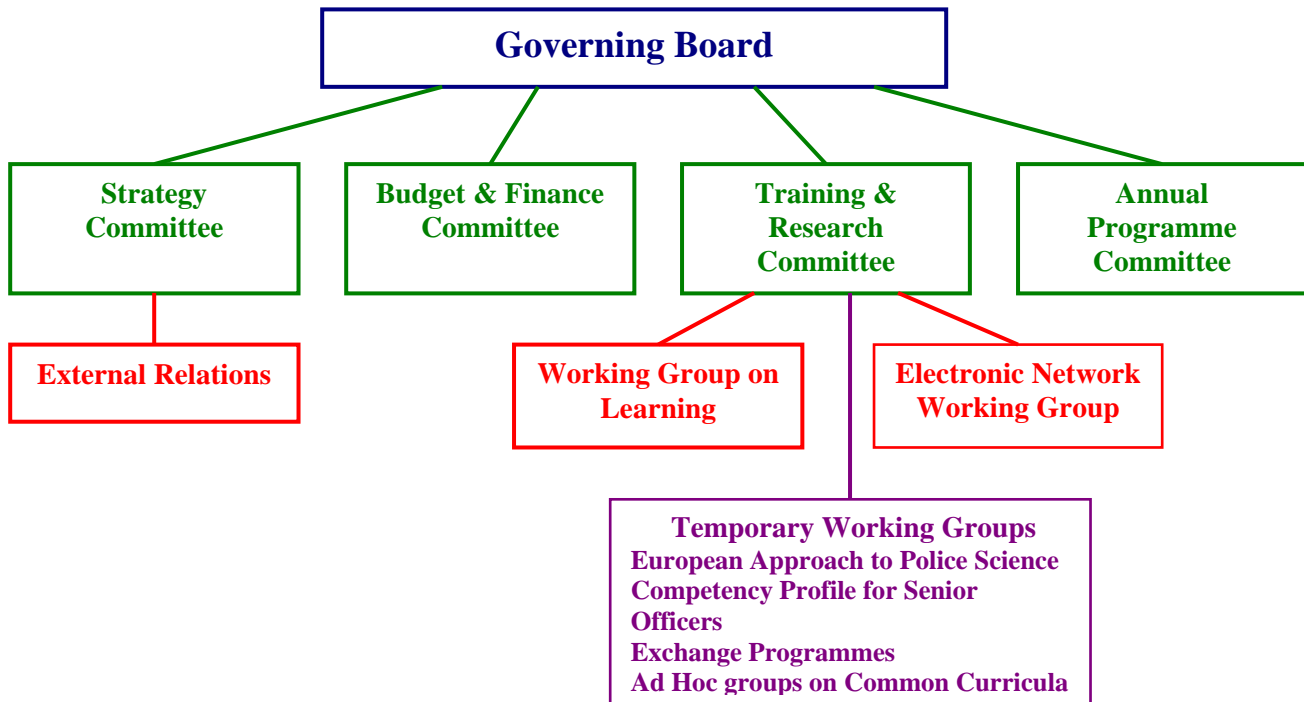 Governing Board
Strategy
Committee
Budget & Finance
Committee
Training &
Research
Committee
Annual
Programme
Committee
External Relations
Working Group on
Learning
Electronic Network
Working Group
Temporary Working Groups
European Approach to Police Science
Competency Profile for Senior
Officers
Exchange Programmes
Ad Hoc groups on Common Curricula